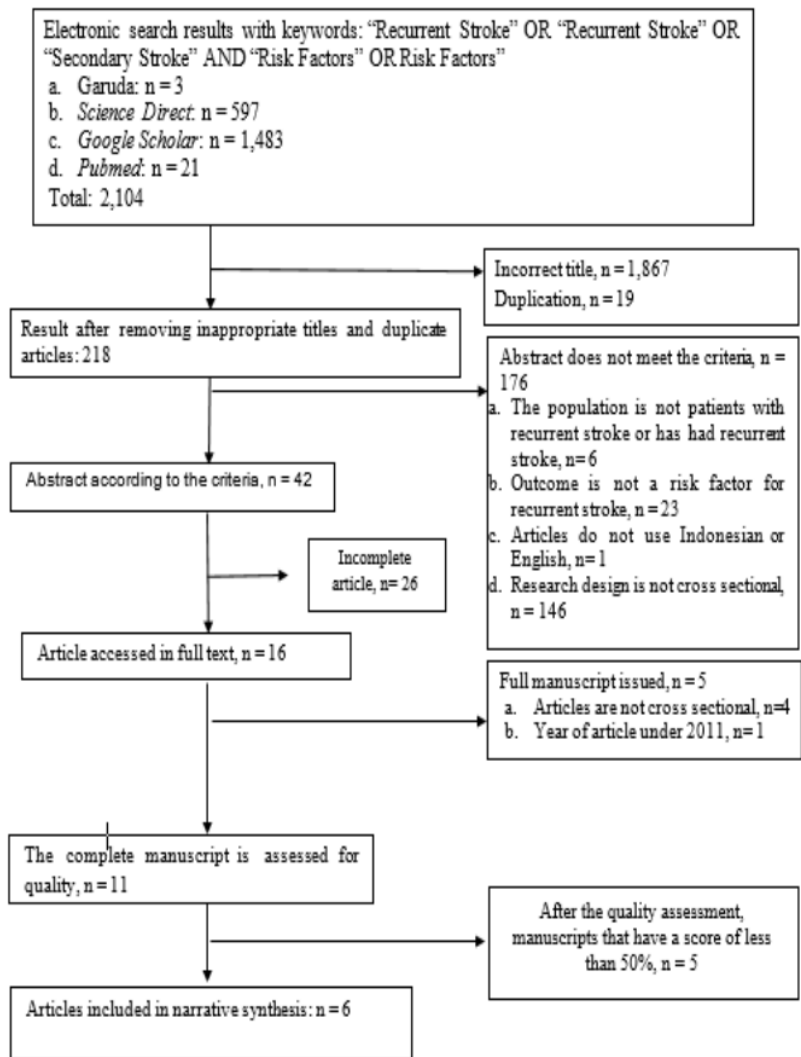 Electronic search results with keywords: “Recurrent Stroke” OR “Recurrent Stroke” OR
“Secondary Stroke” AND “Risk Factors” OR Risk Factors”
a. Garuda: n = 3
b. Science Direct: n = 597
c. Google Scholar: n = 1,483
d. Pubmed: n = 21
Total: 2,104
Incorrect title, n = 1,867
Duplication, n = 19
Result after removing inappropriate titles and duplicate
articles: 218
Abstract does not meet the criteria, n =
176
a. The population is not patients with
recurrent stroke or has had recurrent
stroke, n=6
b. Outcome is not a risk factor for
recurrent stroke, n = 23
c. Articles do not use Indonesian or
English, n= 1
d. Research design is not cross sectional,
n = 146
Abstract according to the criteria, n = 42
Incomplete
article, n= 26
Article accessed in full text, n = 16
Full manuscript issued, n = 5
a. Articles are not cross sectional, n=4
b. Year of article under 2011, n= 1
The complete manuscript is assessed for
quality, n = 11
After the quality assessment,
manuscripts that have a score of less
than 50%, n = 5
Articles included in narrative synthesis: n = 6